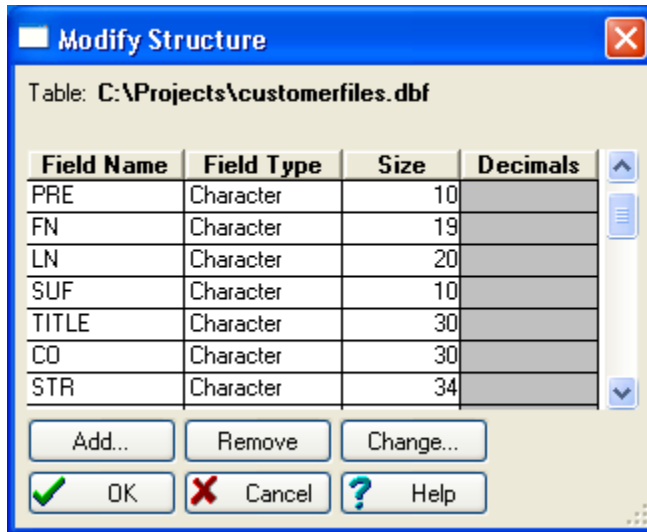 Modify Structure
Table: C:\Projects\customerfiles.dbf
Field Name Field Type Size Decimals
PRE Character 10
FN Character 19
LN Character 20
SUF Character 10
TITLE Character 30
CO Character 30
STR Character 34
Add... Remove Change...
OK Cancel ? Help